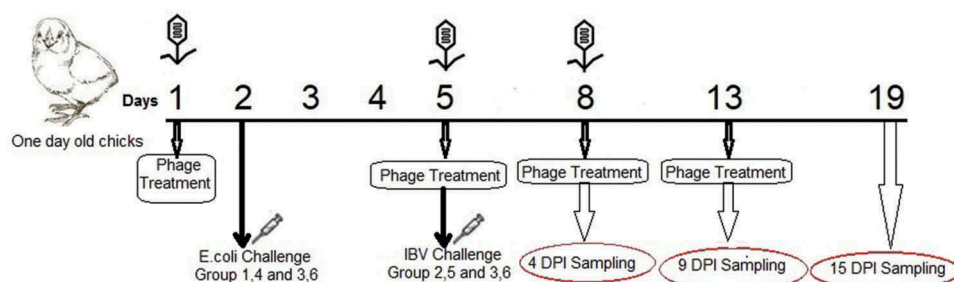 Days 1 2 3 4 5 8 13 19
One day old chicks
Phage
Treatment
Phage Treatment
Phage Treatment
Phage Treatment
E.coli Challenge
Group 1,4 and 3,6
IBV Challenge
Group 2,5 and 3,6
4 DPI Sampling
9 DPI Sampling
15 DPI Sampling